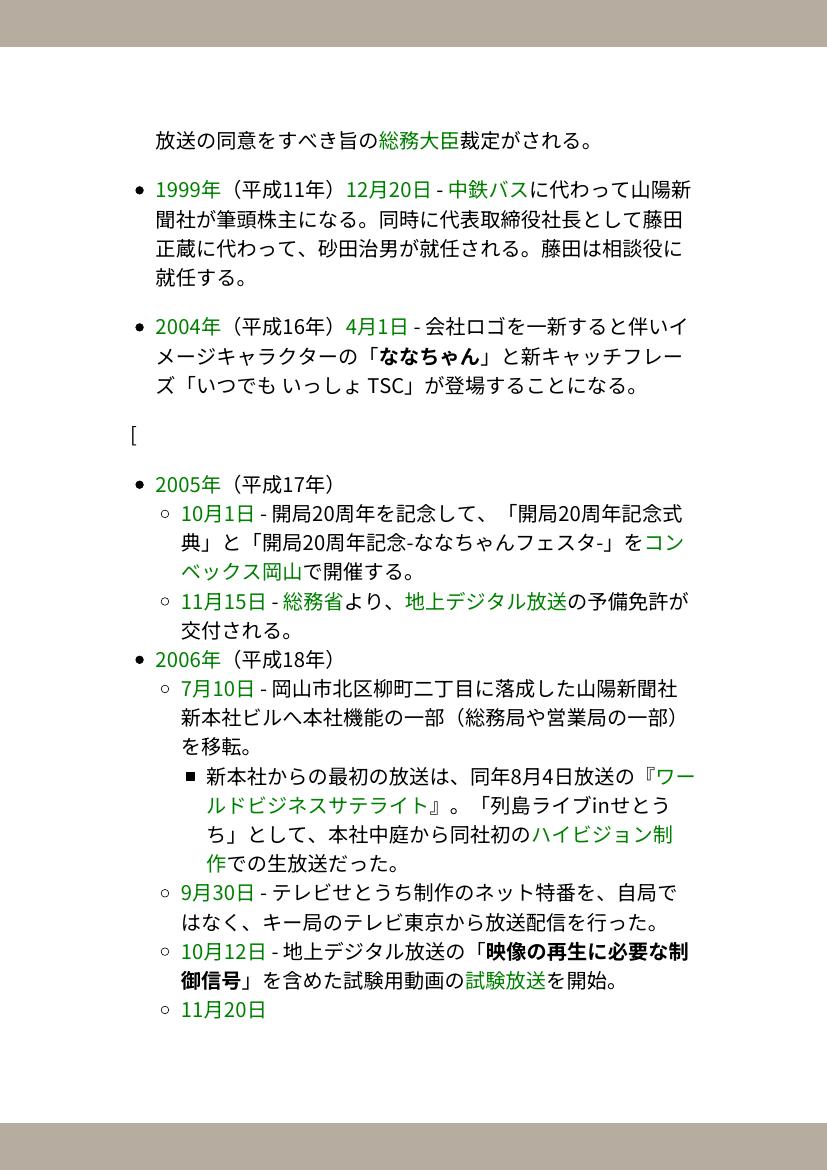 放送の同意をすべき旨の総務大臣裁定がされる。
• 1999年（平成11年）12月20日 - 中鉄バスに代わって山陽新
聞社が筆頭株主になる。同時に代表取締役社長として藤田
正蔵に代わって、砂田治男が就任される。藤田は相談役に
就任する。
• 2004年（平成16年）4月1日 - 会社ロゴを一新すると伴いイ
メージキャラクターの「ななちゃん」と新キャッチフレー
ズ「いつでも いっしょ TSC」が登場することになる。
[
• 2005年（平成17年）
◦ 10月1日 - 開局20周年を記念して、「開局20周年記念式
典」と「開局20周年記念-ななちゃんフェスタ-」をコン
ベックス岡山で開催する。
◦ 11月15日 - 総務省より、地上デジタル放送の予備免許が
交付される。
• 2006年（平成18年）
◦ 7月10日 - 岡山市北区柳町二丁目に落成した山陽新聞社
新本社ビルへ本社機能の一部（総務局や営業局の一部）
を移転。
▪ 新本社からの最初の放送は、同年8月4日放送の『ワー
ルドビジネスサテライト』。「列島ライブinせとう
ち」として、本社中庭から同社初のハイビジョン制
作での生放送だった。
◦ 9月30日 - テレビせとうち制作のネット特番を、自局で
はなく、キー局のテレビ東京から放送配信を行った。
◦ 10月12日 - 地上デジタル放送の「映像の再生に必要な制
御信号」を含めた試験用動画の試験放送を開始。
◦ 11月20日